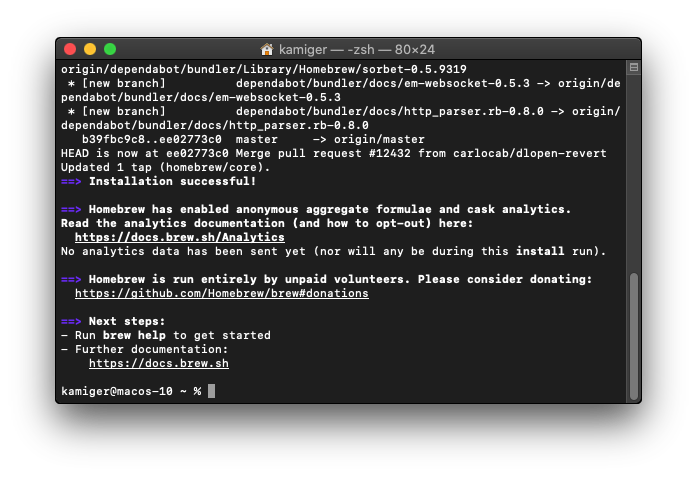 kamiger — -zsh — 80×24
origin/dependabot/bundler/Library/Homebrew/sorbet-0.5.9319
 * [new branch]          dependabot/bundler/docs/em-websocket-0.5.3 -> origin/de
pendabot/bundler/docs/em-websocket-0.5.3
 * [new branch]          dependabot/bundler/docs/http_parser.rb-0.8.0 -> origin/
dependabot/bundler/docs/http_parser.rb-0.8.0
   b39fbc9c8..ee02773c0  master     -> origin/master
HEAD is now at ee02773c0 Merge pull request #12432 from carlocab/dlopen-revert
Updated 1 tap (homebrew/core).
==> Installation successful!

==> Homebrew has enabled anonymous aggregate formulae and cask analytics.
Read the analytics documentation (and how to opt-out) here:
  https://docs.brew.sh/Analytics
No analytics data has been sent yet (nor will any be during this install run).

==> Homebrew is run entirely by unpaid volunteers. Please consider donating:
  https://github.com/Homebrew/brew#donations

==> Next steps:
- Run brew help to get started
- Further documentation:
    https://docs.brew.sh

kamiger@macos-10 ~ %